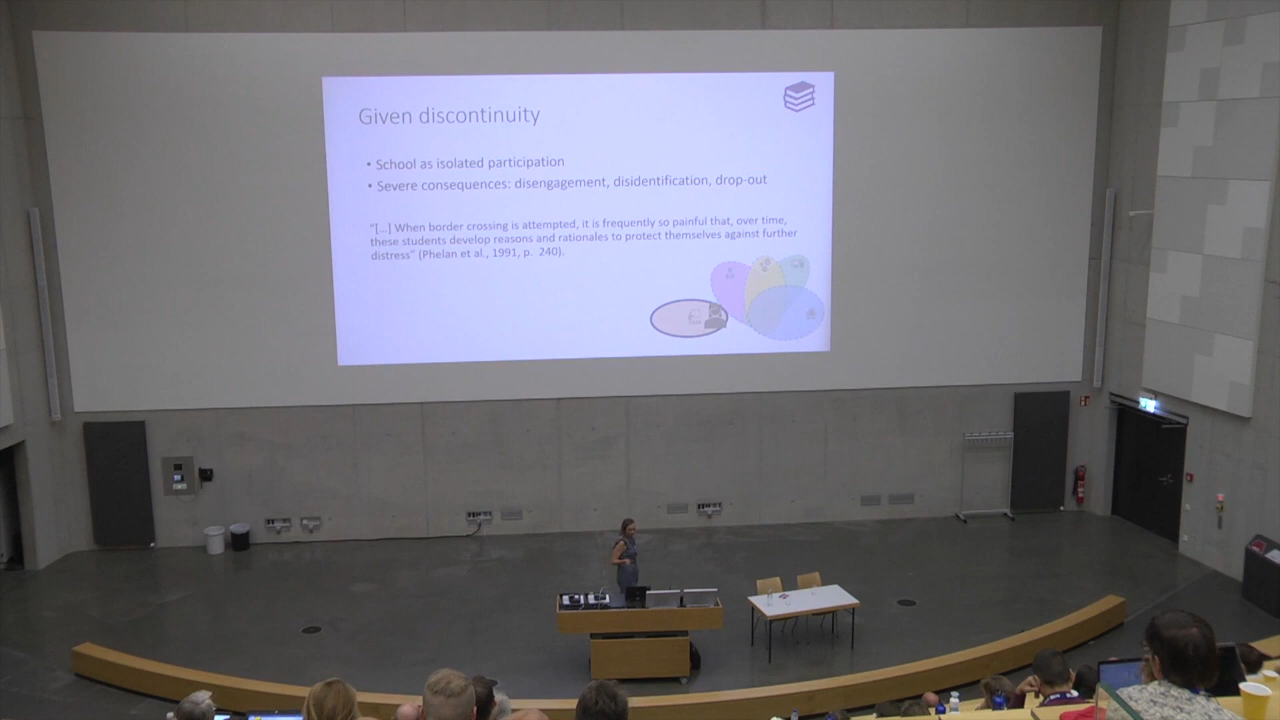 Given discontinuity
• School as isolated participation
• Severe consequences: disengagement, disidentification, drop-out
"[...] When border crossing is attempted, it is frequently so painful that, over time,
these students develop reasons and rationales to protect themselves against further
distress" (Phelan et al., 1991, p. 240).